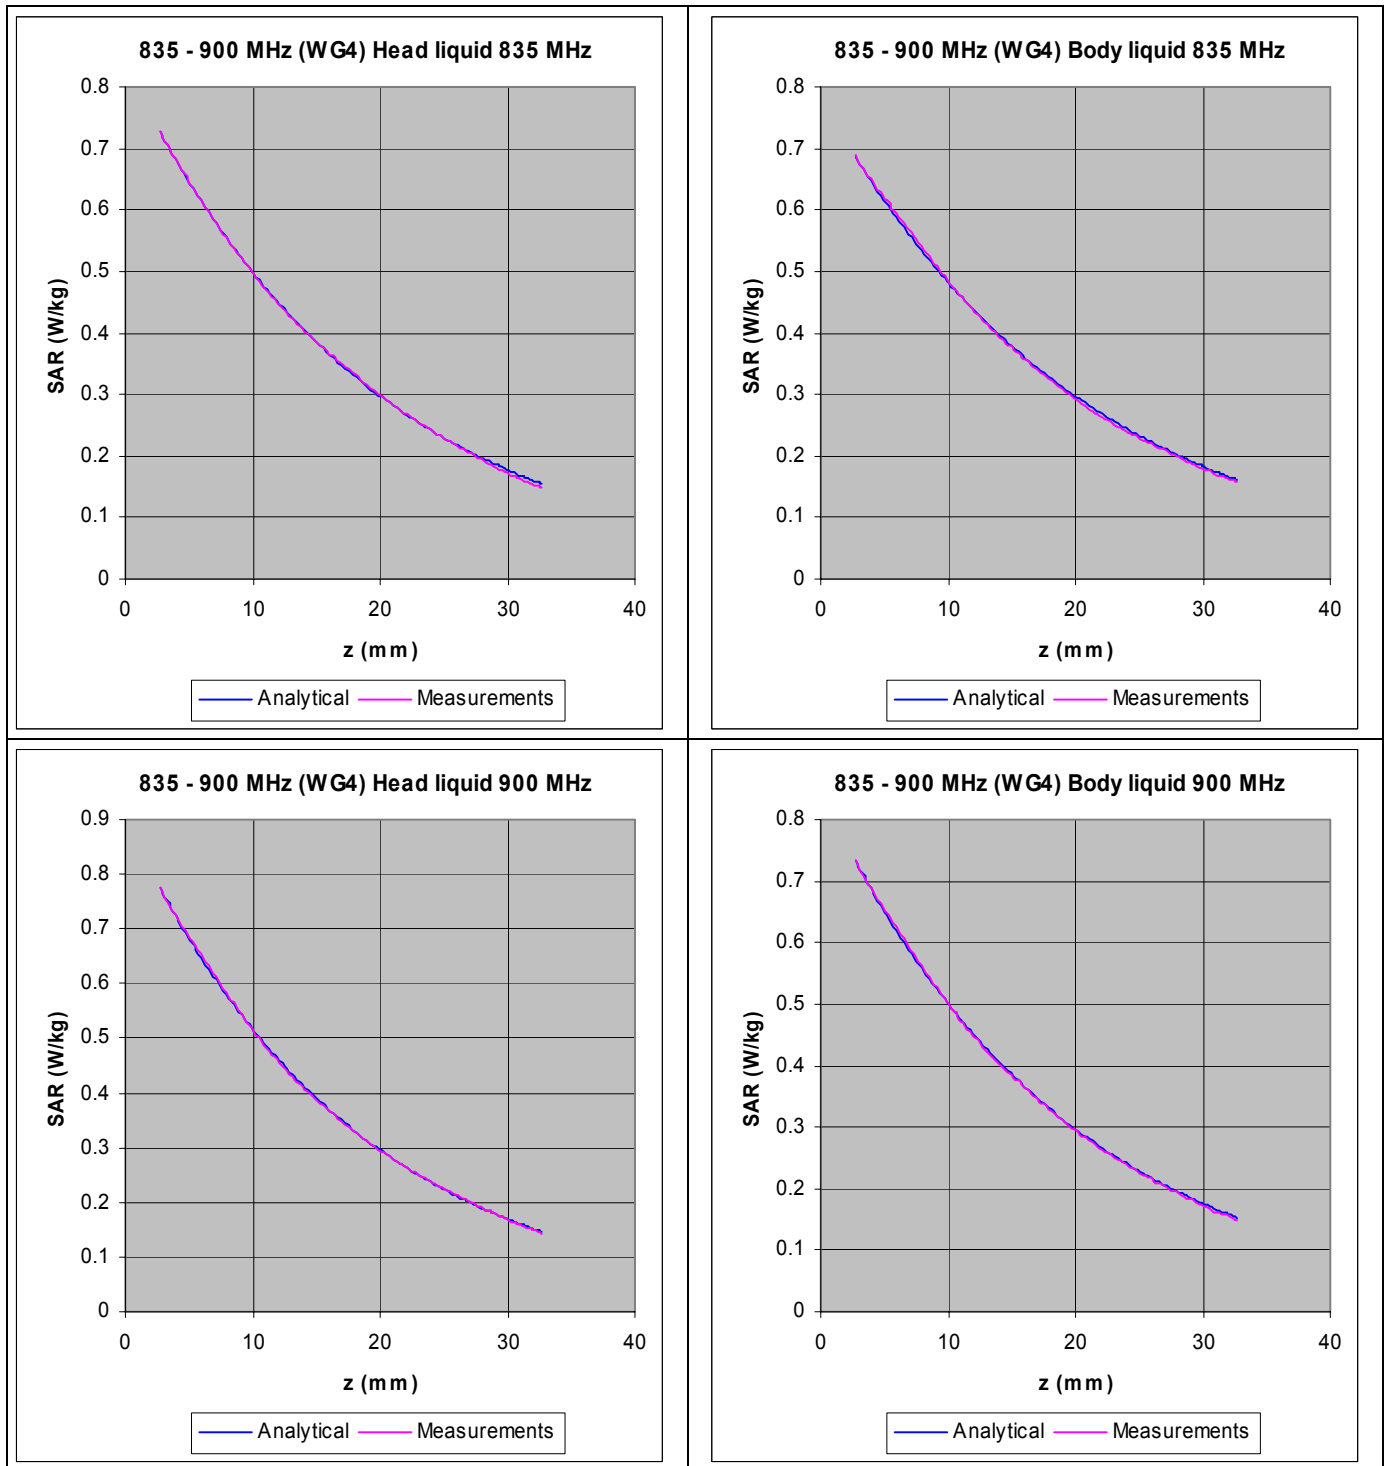 835 - 900 MHz (WG4) Head liquid 835 MHz
0.8
0.7
0.6
0.5
0.4
0.3
0.2
0.1
0
SAR (W/kg)
0 10 20 30 40
z (mm)
Analytical Measurements
835 - 900 MHz (WG4) Body liquid 835 MHz
0.8
0.7
0.6
0.5
0.4
0.3
0.2
0.1
0
SAR (W/kg)
0 10 20 30 40
z (mm)
Analytical Measurements
835 - 900 MHz (WG4) Head liquid 900 MHz
0.9
0.8
0.7
0.6
0.5
0.4
0.3
0.2
0.1
0
SAR (W/kg)
0 10 20 30 40
z (mm)
Analytical Measurements
835 - 900 MHz (WG4) Body liquid 900 MHz
0.8
0.7
0.6
0.5
0.4
0.3
0.2
0.1
0
SAR (W/kg)
0 10 20 30 40
z (mm)
Analytical Measurements